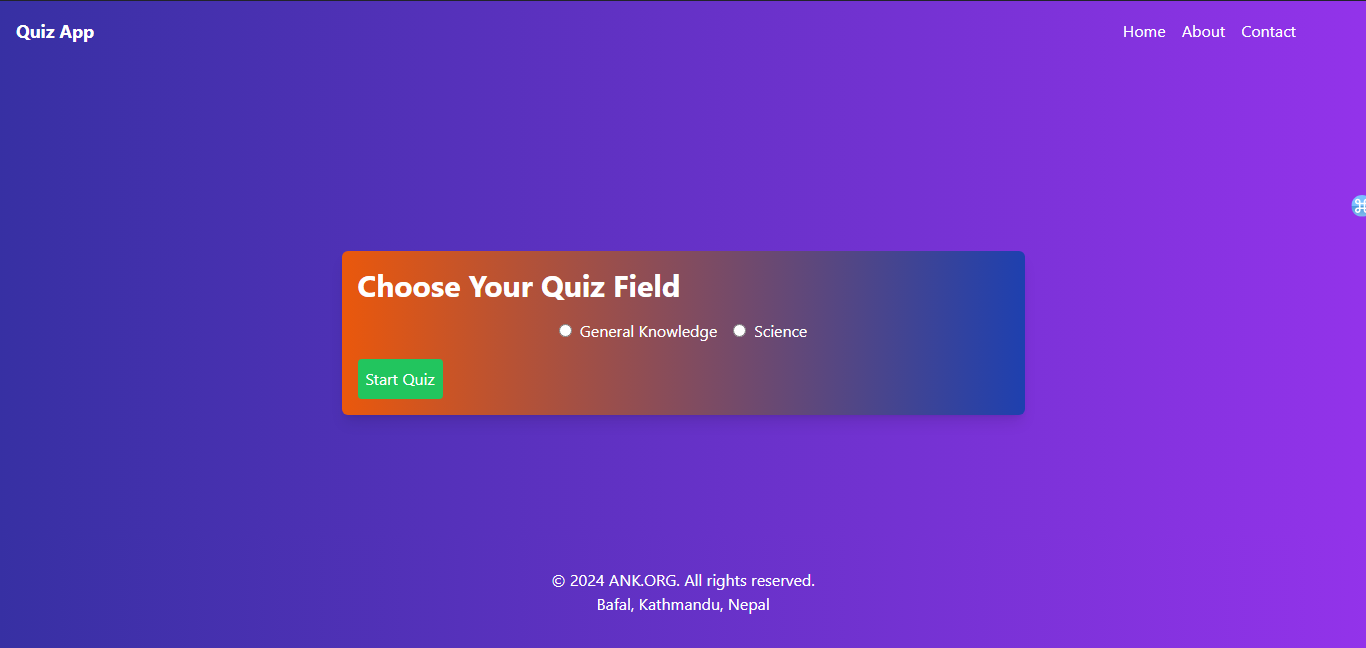 Quiz App
Home About Contact
Choose Your Quiz Field
General Knowledge Science
Start Quiz
© 2024 ANK.ORG. All rights reserved.
Bafal, Kathmandu, Nepal